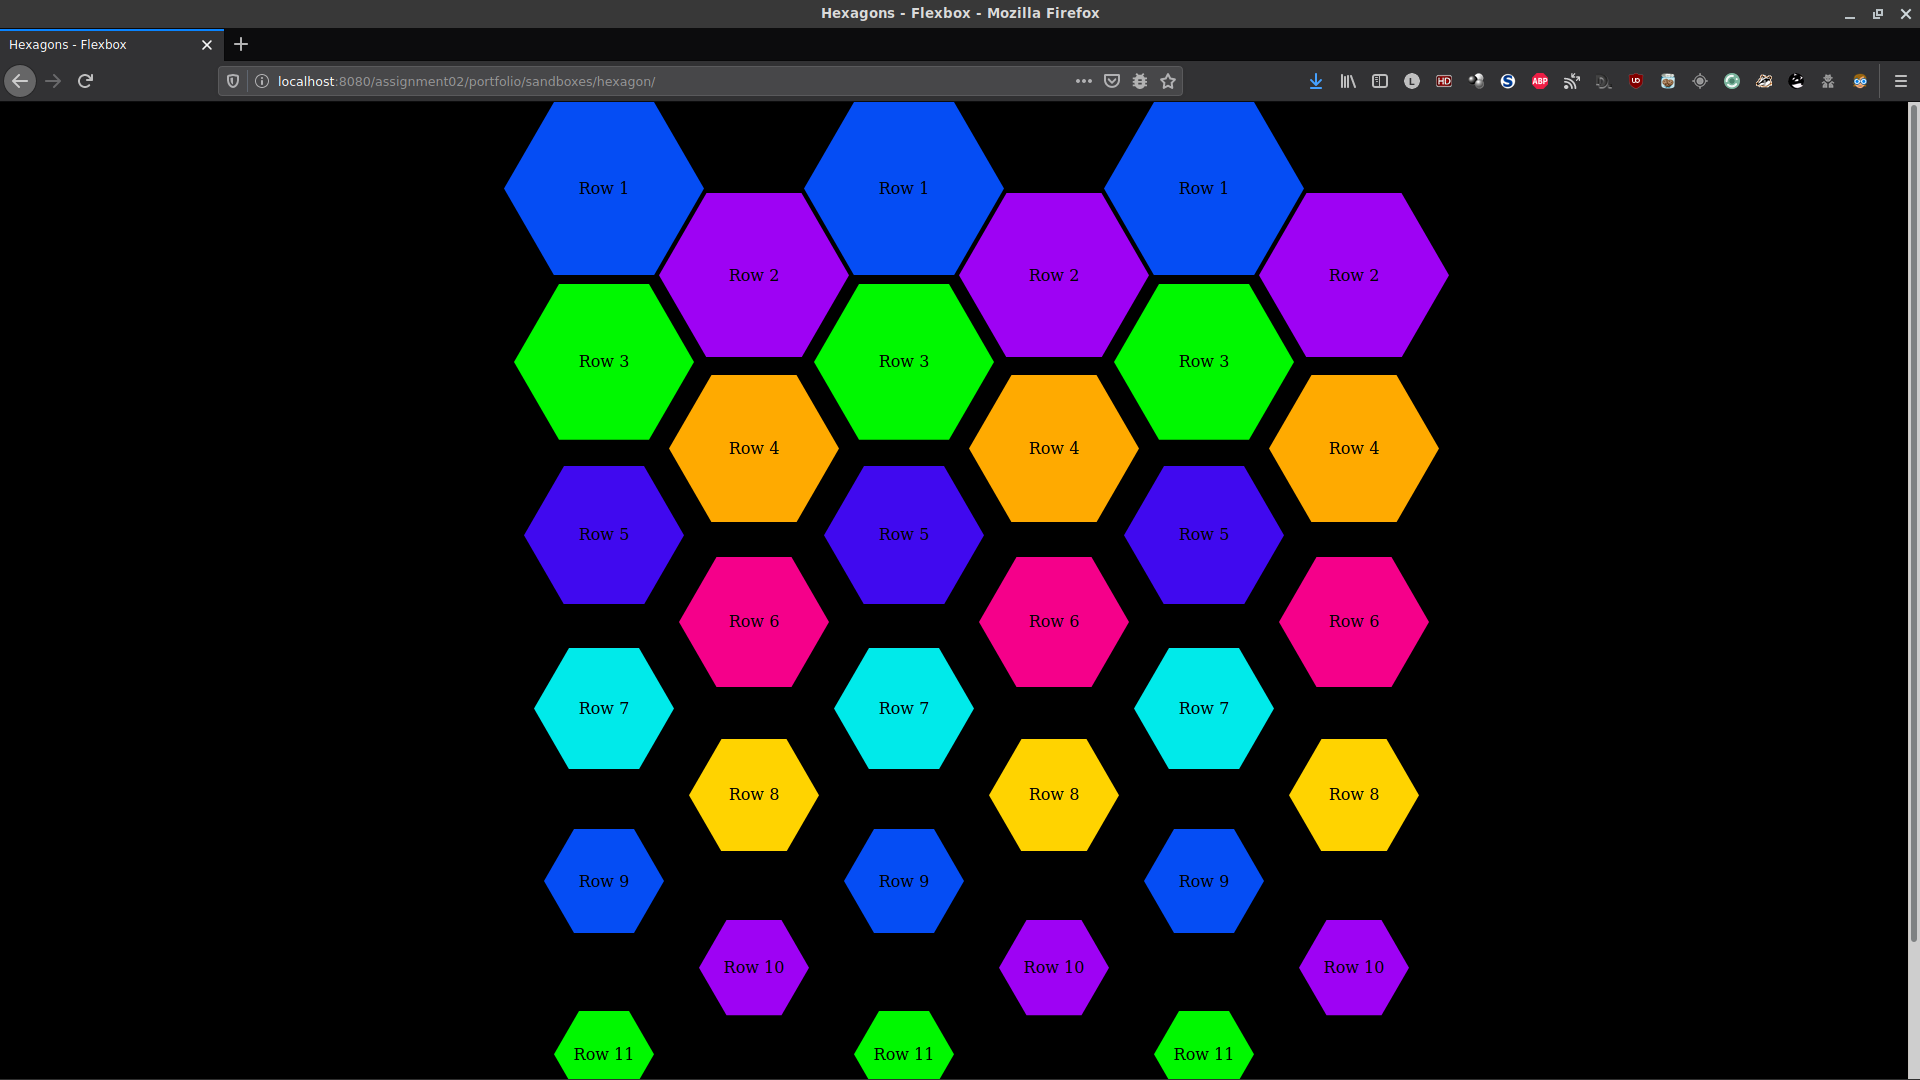 Hexagons - Flexbox - Mozilla Firefox
Hexagons - Flexbox
localhost:8080/assignment02/portfolio/sandboxes/hexagon/
L
HD
S
ABP
UD
Row 1 Row 1 Row 1
Row 2 Row 2 Row 2
Row 3 Row 3 Row 3
Row 4 Row 4 Row 4
Row 5 Row 5 Row 5
Row 6 Row 6 Row 6
Row 7 Row 7 Row 7
Row 8 Row 8 Row 8
Row 9 Row 9 Row 9
Row 10 Row 10 Row 10
Row 11 Row 11 Row 11